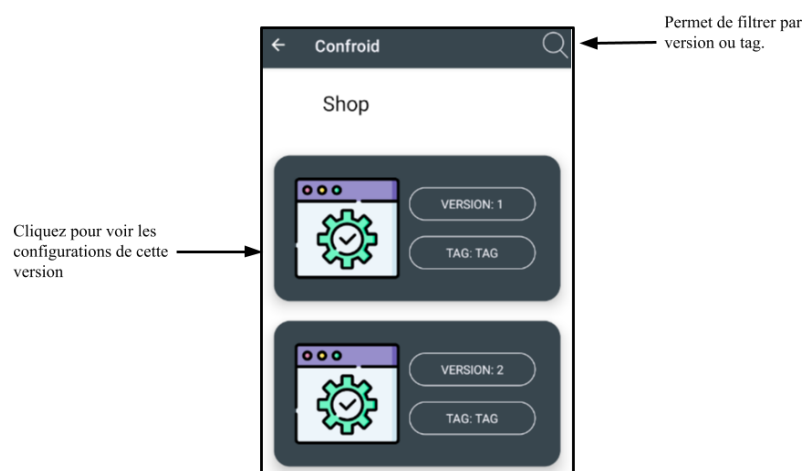 Permet de filtrer par
version ou tag.
Confroid
Shop
VERSION: 1
TAG: TAG
Cliquez pour voir les
configurations de cette
version
VERSION: 2
TAG: TAG